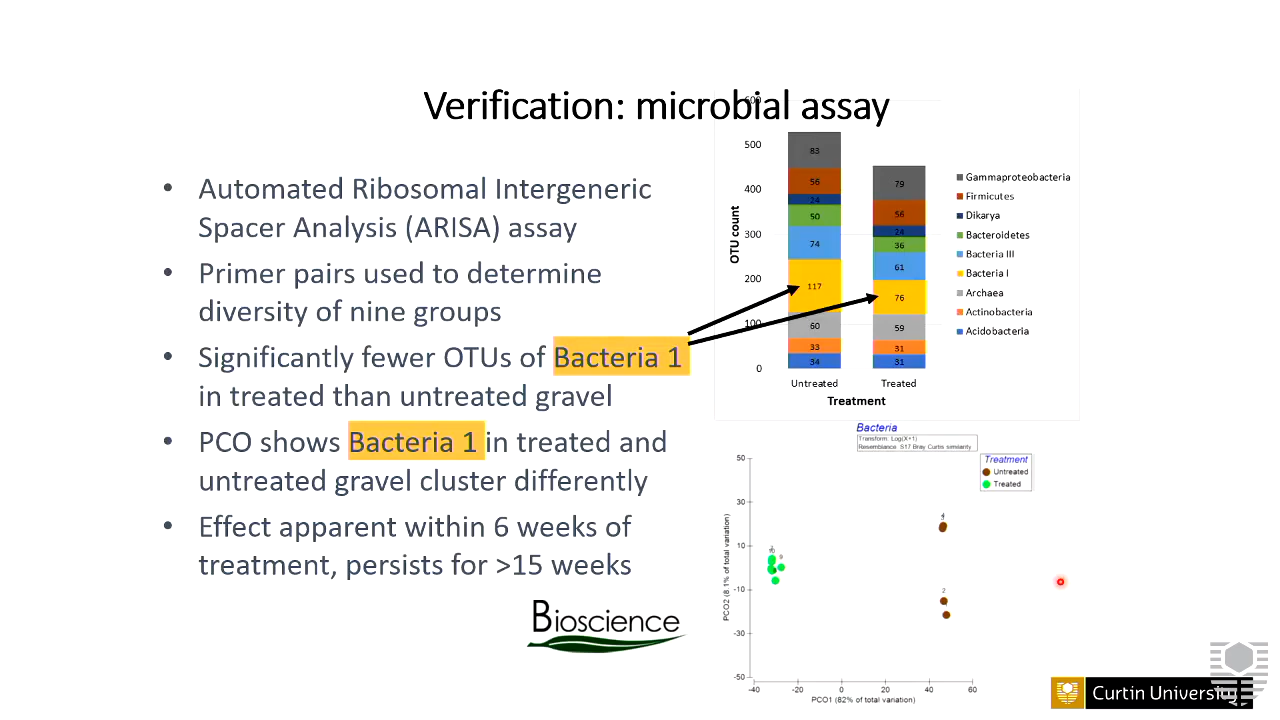 Verification: microbial assay
• Automated Ribosomal Intergeneric
Spacer Analysis (ARISA) assay
• Primer pairs used to determine
diversity of nine groups
• Significantly fewer OTUs of Bacteria 1
in treated than untreated gravel
• PCO shows Bacteria 1 in treated and
untreated gravel cluster differently
• Effect apparent within 6 weeks of
treatment, persists for >15 weeks
Bioscience
600
500
400
300
200
100
0
OTU count
83
56
24
50
74
117
60
33
34
79
56
24
36
61
76
59
31
31
Untreated
Treated
Treatment
Gammaproteobacteria
Firmicutes
Dikarya
Bacteroidetes
Bacteria III
Bacteria I
Archaea
Actinobacteria
Acidobacteria
Bacteria
Transform: Log(X+1)
Resemblance: S17 Bray Curtis similarity
Treatment
Untreated
Treated
50
30
10
-10
-30
-50
PCO2 (8.1% of total variation)
4
2
9
-40
-20
0
20
40
60
PCO1 (82% of total variation)
Curtin University